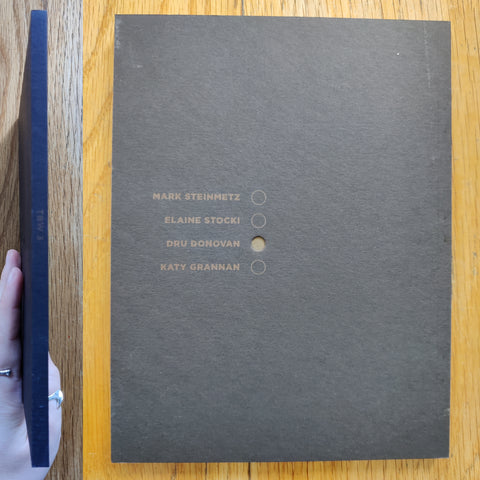 MARK STEINMETZ
ELAINE STOCKI
DRU DONOVAN
KATY GRANNAN